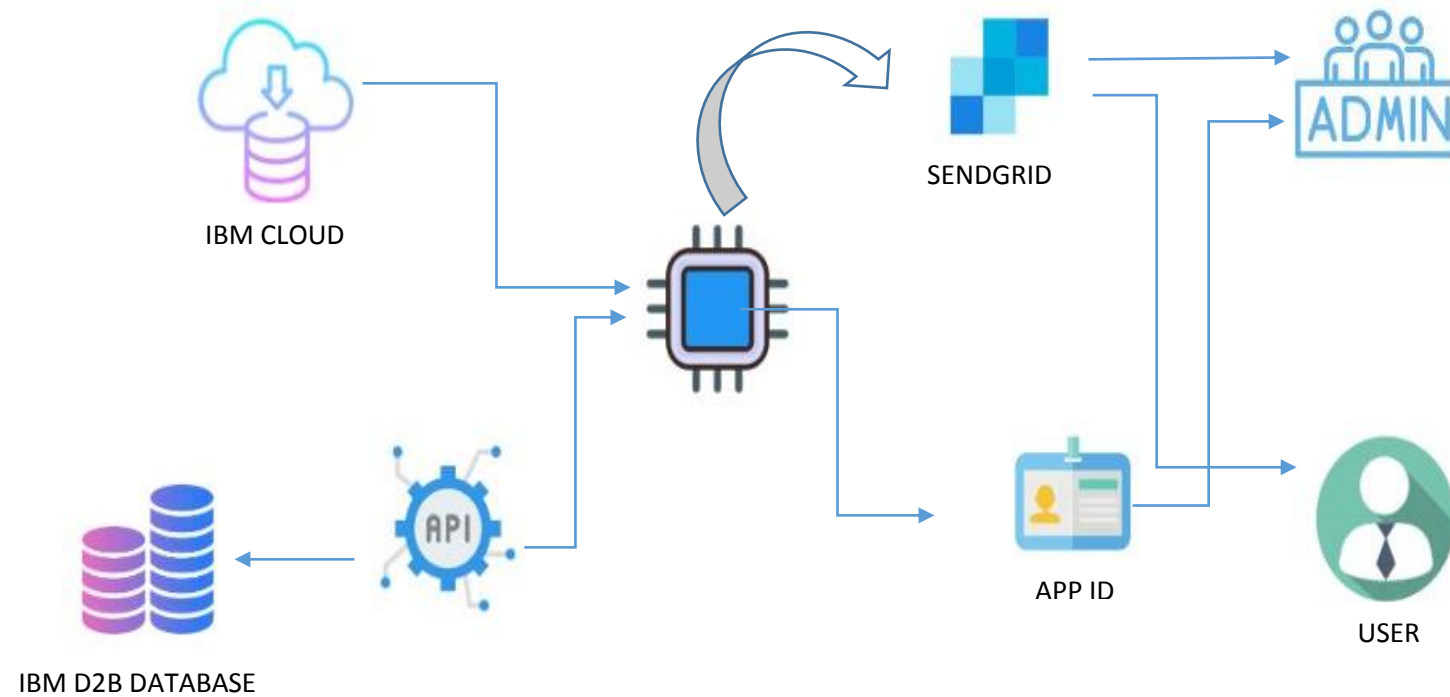 ADMIN
SENDGRID
IBM CLOUD
API
APP ID
USER
IBM D2B DATABASE